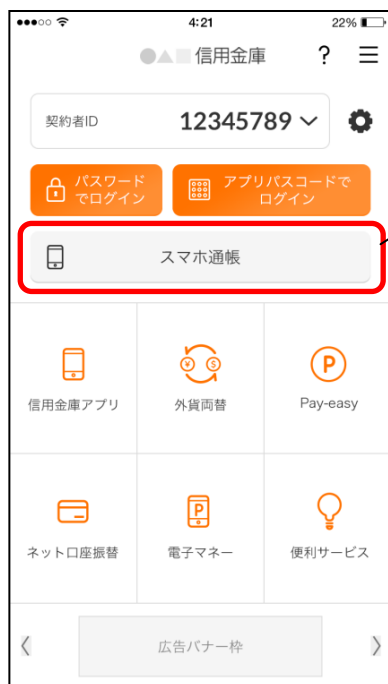 4:21
22%
●▲■ 信用金庫
?
契約者ID
12345789
パスワード
でログイン
アプリパスコードで
ログイン
スマホ通帳
信用金庫アプリ
外貨両替
Pay-easy
ネット口座振替
電子マネー
便利サービス
広告バナー枠